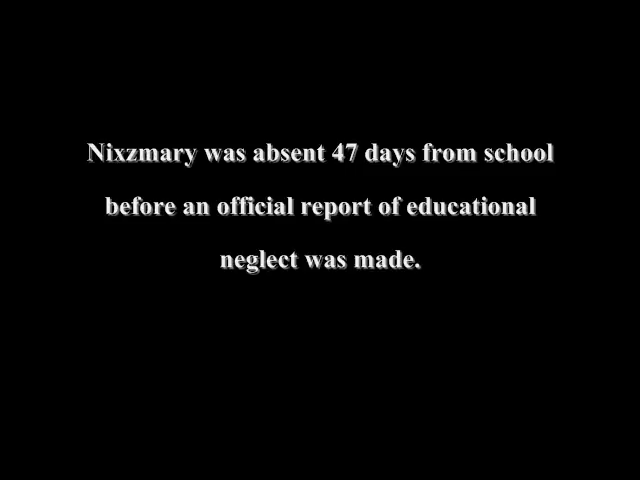 Nixzmary was absent 47 days from school
before an official report of educational
neglect was made.